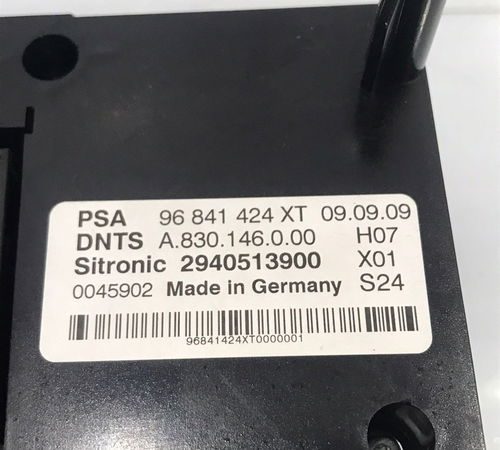 PSA 96 841 424 XT 09.09.09
DNTS A.830.146.0.00 H07
Sitronic 2940513900 X01
0045902 Made in Germany S24
96841424XT0000001